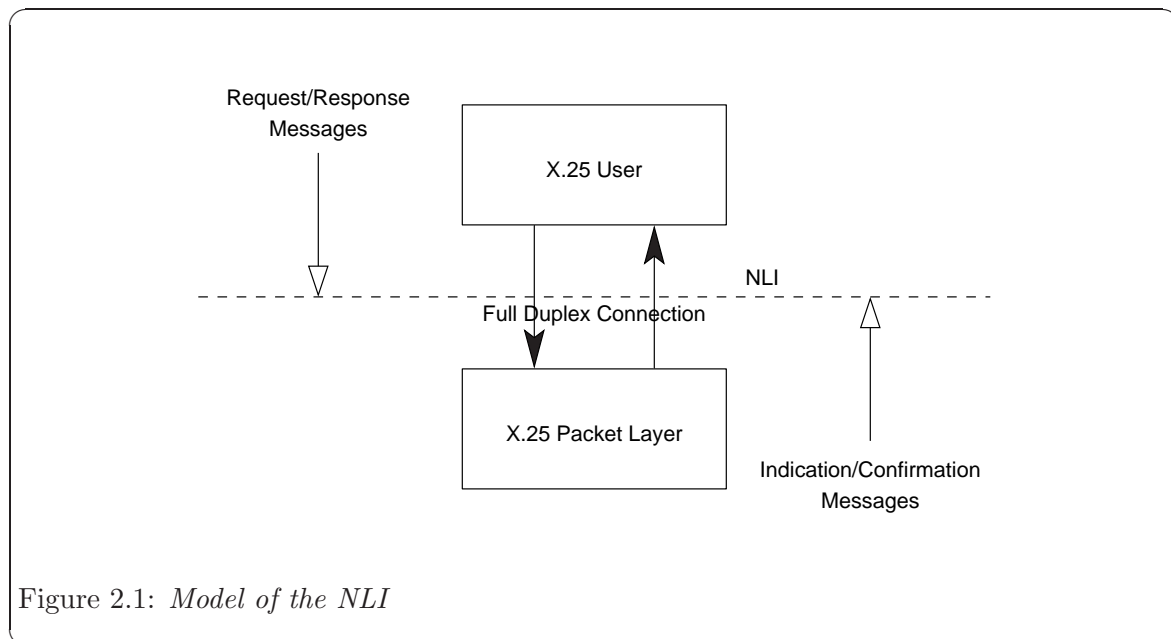 Request/Response
Messages
X.25 User
NLI
Full Duplex Connection
X.25 Packet Layer
Indication/Confirmation
Messages
Figure 2.1: Model of the NLI